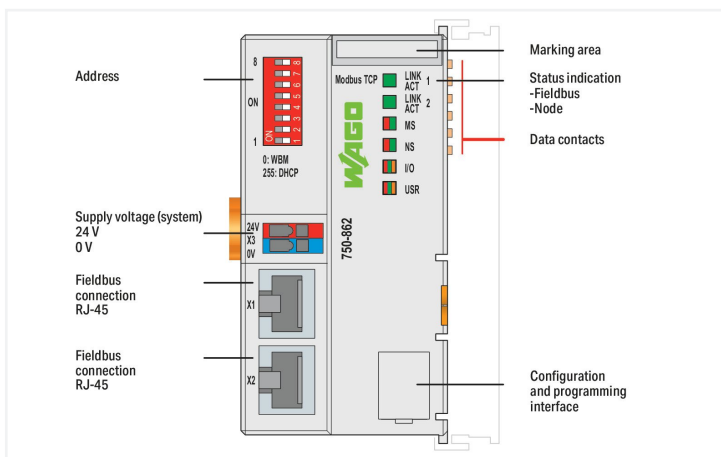 Address
Supply voltage (system)
24 V
0 V
Fieldbus
connection
RJ-45
Fieldbus
connection
RJ-45
8
ON
1
8
7
6
5
4
3
2
1
ON
0: WBM
255: DHCP
24V
X3
0V
X1
X2
Modbus TCP
LINK
ACT 1
LINK
ACT 2
MS
NS
I/O
USR
WAGO
750-862
Marking area
Status indication
-Fieldbus
-Node
Data contacts
Configuration
and programming
interface